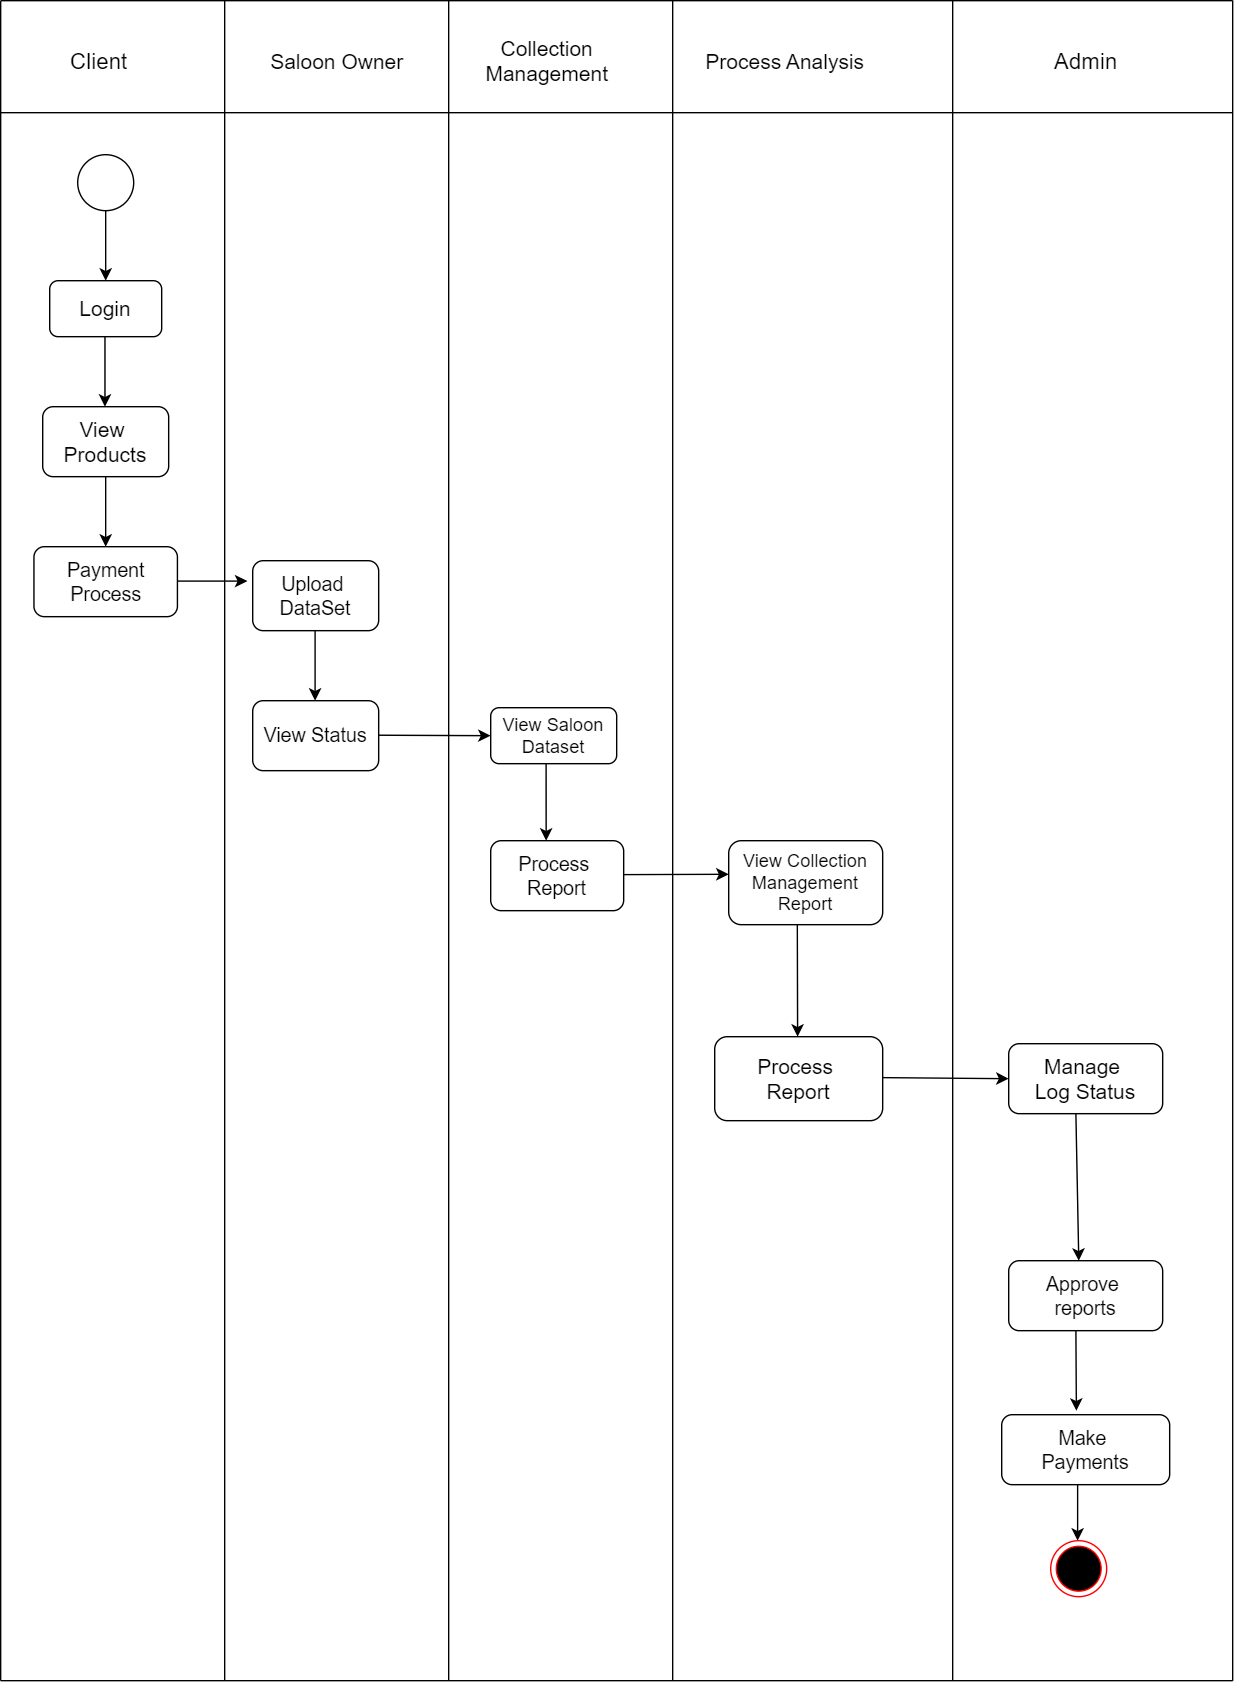 Client
Saloon Owner
Collection
Management
Process Analysis
Admin
Login
View
Products
Payment
Process
Upload
DataSet
View Status
View Saloon
Dataset
Process
Report
View Collection
Management
Report
Process
Report
Manage
Log Status
Approve
reports
Make
Payments